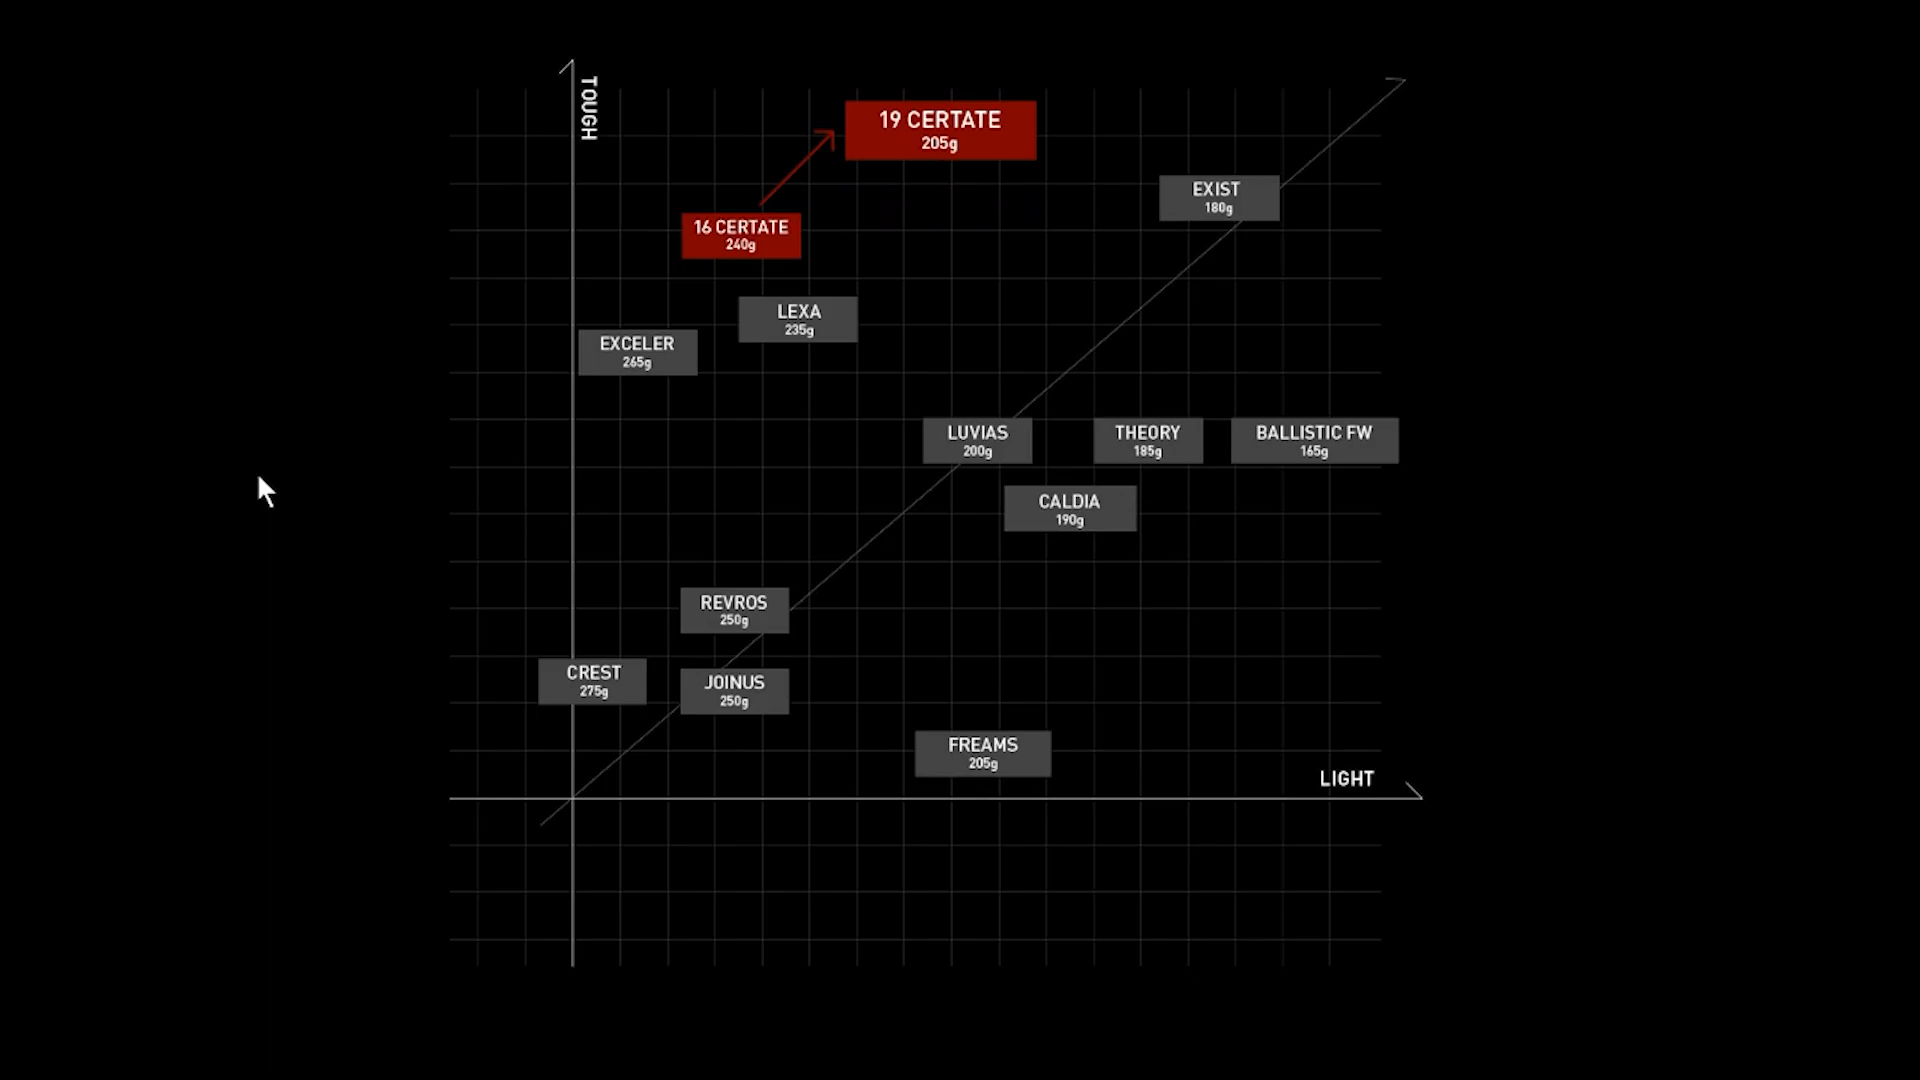 TOUGH
19 CERTATE
205g
EXIST
180g
16 CERTATE
240g
LEXA
235g
EXCELER
265g
LUVIAS
200g
THEORY
185g
BALLISTIC FW
165g
CALDIA
190g
REVROS
250g
CREST
275g
JOINUS
250g
FREAMS
205g
LIGHT